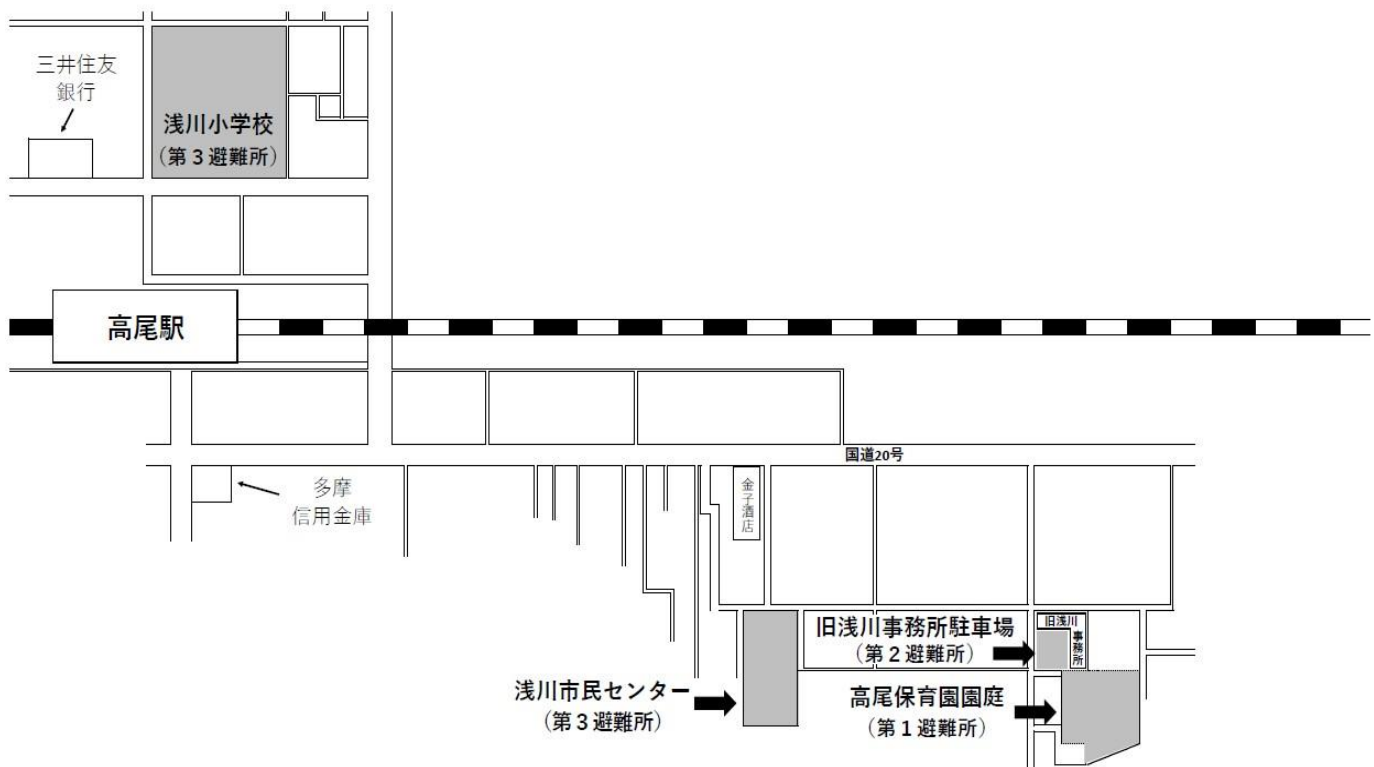 三井住友
銀行
浅川小学校
（第３避難所）
高尾駅
国道20号
多摩
信用金庫
金子酒店
旧浅川事務所駐車場
（第２避難所）
旧浅川
事務所
浅川市民センター
（第３避難所）
高尾保育園園庭
（第１避難所）